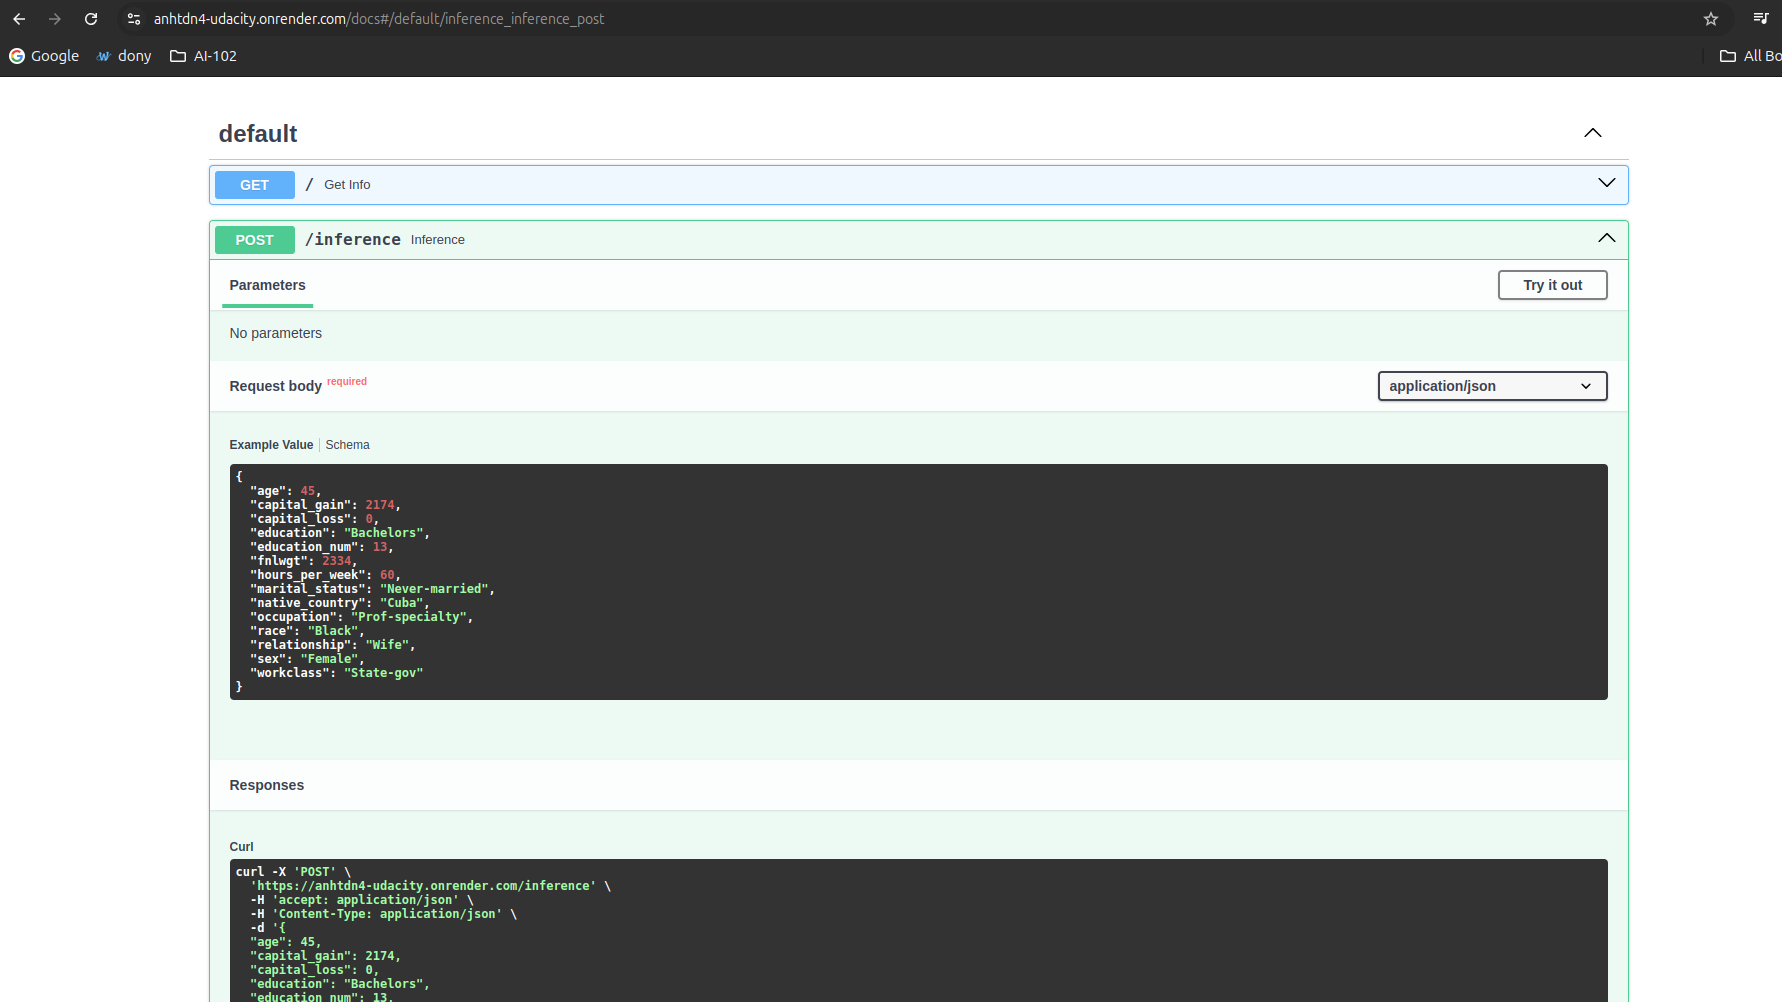 anhtdn4-udacity.onrender.com/docs#/default/inference_inference_post
Google dony AI-102 All Bo
default
GET / Get Info
POST /inference Inference
Parameters Try it out
No parameters
Request body required application/json
Example Value Schema
{
"age": 45,
"capital_gain": 2174,
"capital_loss": 0,
"education": "Bachelors",
"education_num": 13,
"fnlwgt": 2334,
"hours_per_week": 60,
"marital_status": "Never-married",
"native_country": "Cuba",
"occupation": "Prof-specialty",
"race": "Black",
"relationship": "Wife",
"sex": "Female",
"workclass": "State-gov"
}
Responses
Curl
curl -X 'POST' \
'https://anhtdn4-udacity.onrender.com/inference' \
-H 'accept: application/json' \
-H 'Content-Type: application/json' \
-d '{
"age": 45,
"capital_gain": 2174,
"capital_loss": 0,
"education": "Bachelors",
"education_num": 13,